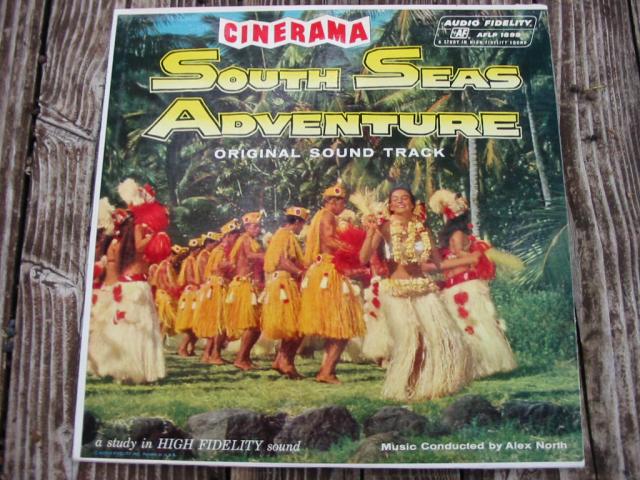 CINERAMA
AUDIO FIDELITY
AF
AFLP 1899
A STUDY IN HIGH FIDELITY SOUND
SOUTH SEAS
ADVENTURE
ORIGINAL SOUND TRACK
a study in HIGH FIDELITY sound
Music Conducted by Alex North